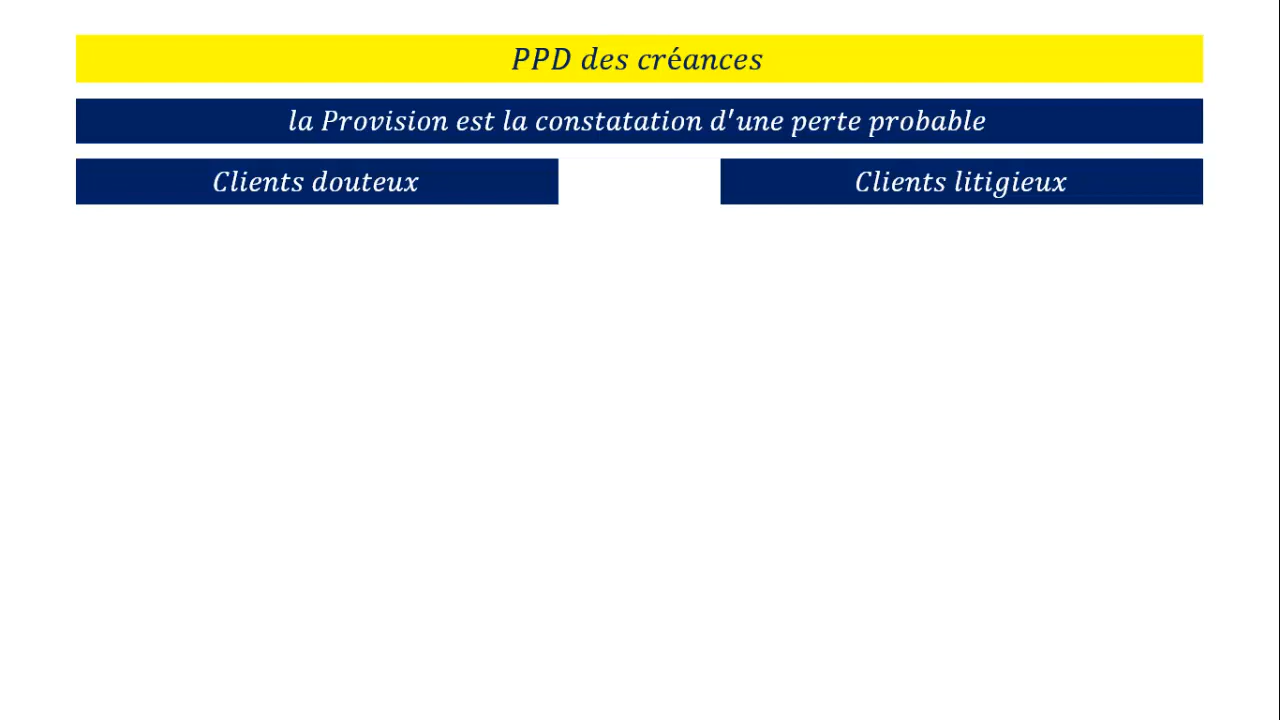 PPD des créances
la Provision est la constatation d'une perte probable
Clients douteux
Clients litigieux